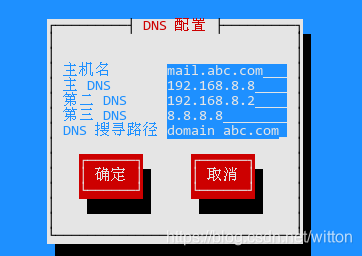 DNS 配置
主机名 mail.abc.com
主 DNS 192.168.8.8
第二 DNS 192.168.8.2
第三 DNS 8.8.8.8
DNS 搜寻路径 domain abc.com
确定 取消
https://blog.csdn.net/witton